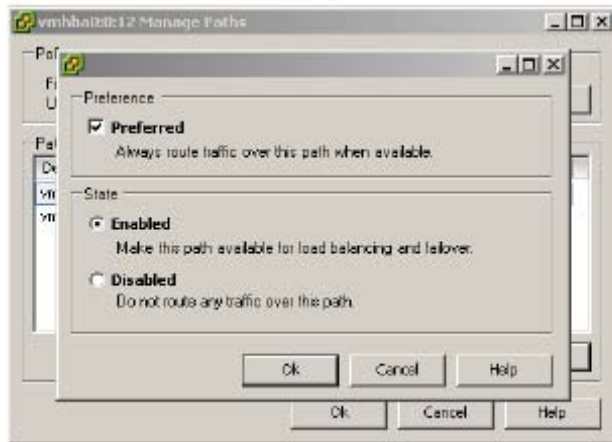 vmhba0:0:12 Manage Paths
Preference
Preferred
Always route traffic over this path when available.
State
Enabled
Make this path available for load balancing and failover.
Disabled
Do not route any traffic over this path.
Ok Cancel Help
Ok Cancel Help